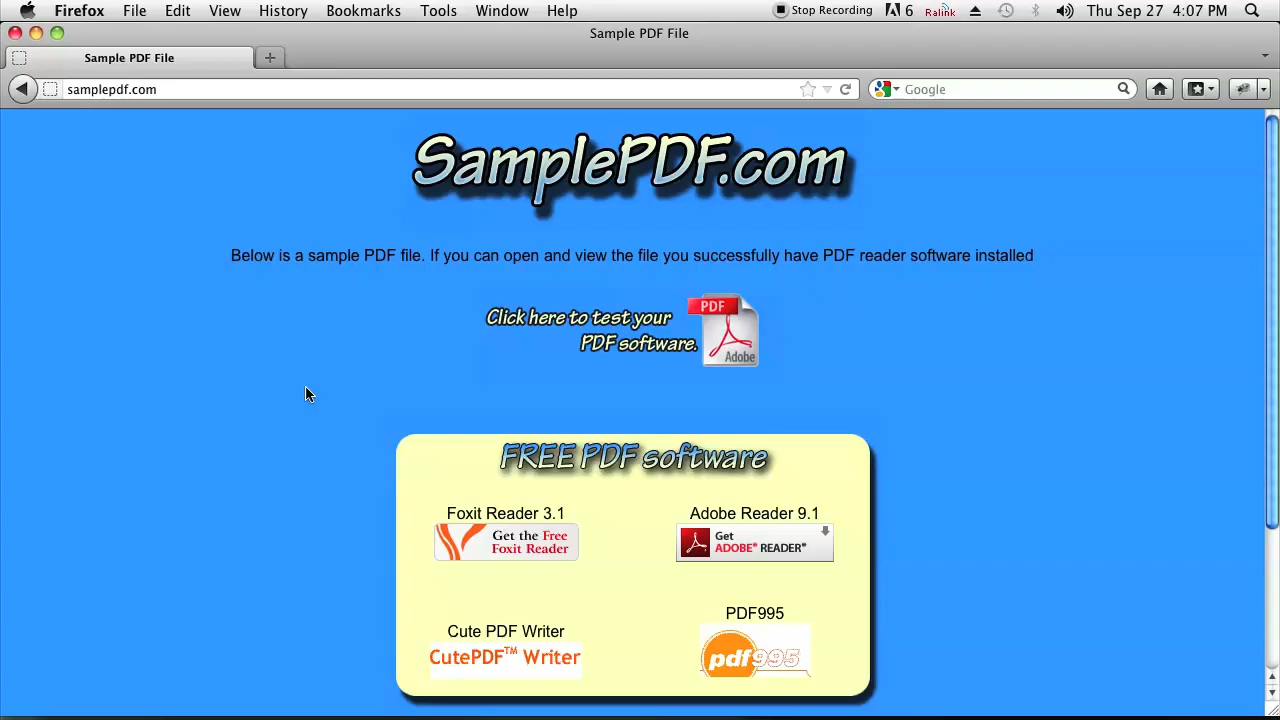 Firefox File Edit View History Bookmarks Tools Window Help Stop Recording 6 Ralink Thu Sep 27 4:07 PM
Sample PDF File
Sample PDF File
samplepdf.com Google
SamplePDF.com
Below is a sample PDF file. If you can open and view the file you successfully have PDF reader software installed
Click here to test your
PDF software.
PDF
Adobe
FREE PDF software
Foxit Reader 3.1 Adobe Reader 9.1
Get the Free
Foxit Reader
Get
ADOBE® READER®
Cute PDF Writer
CutePDF™ Writer
PDF995
pdf995